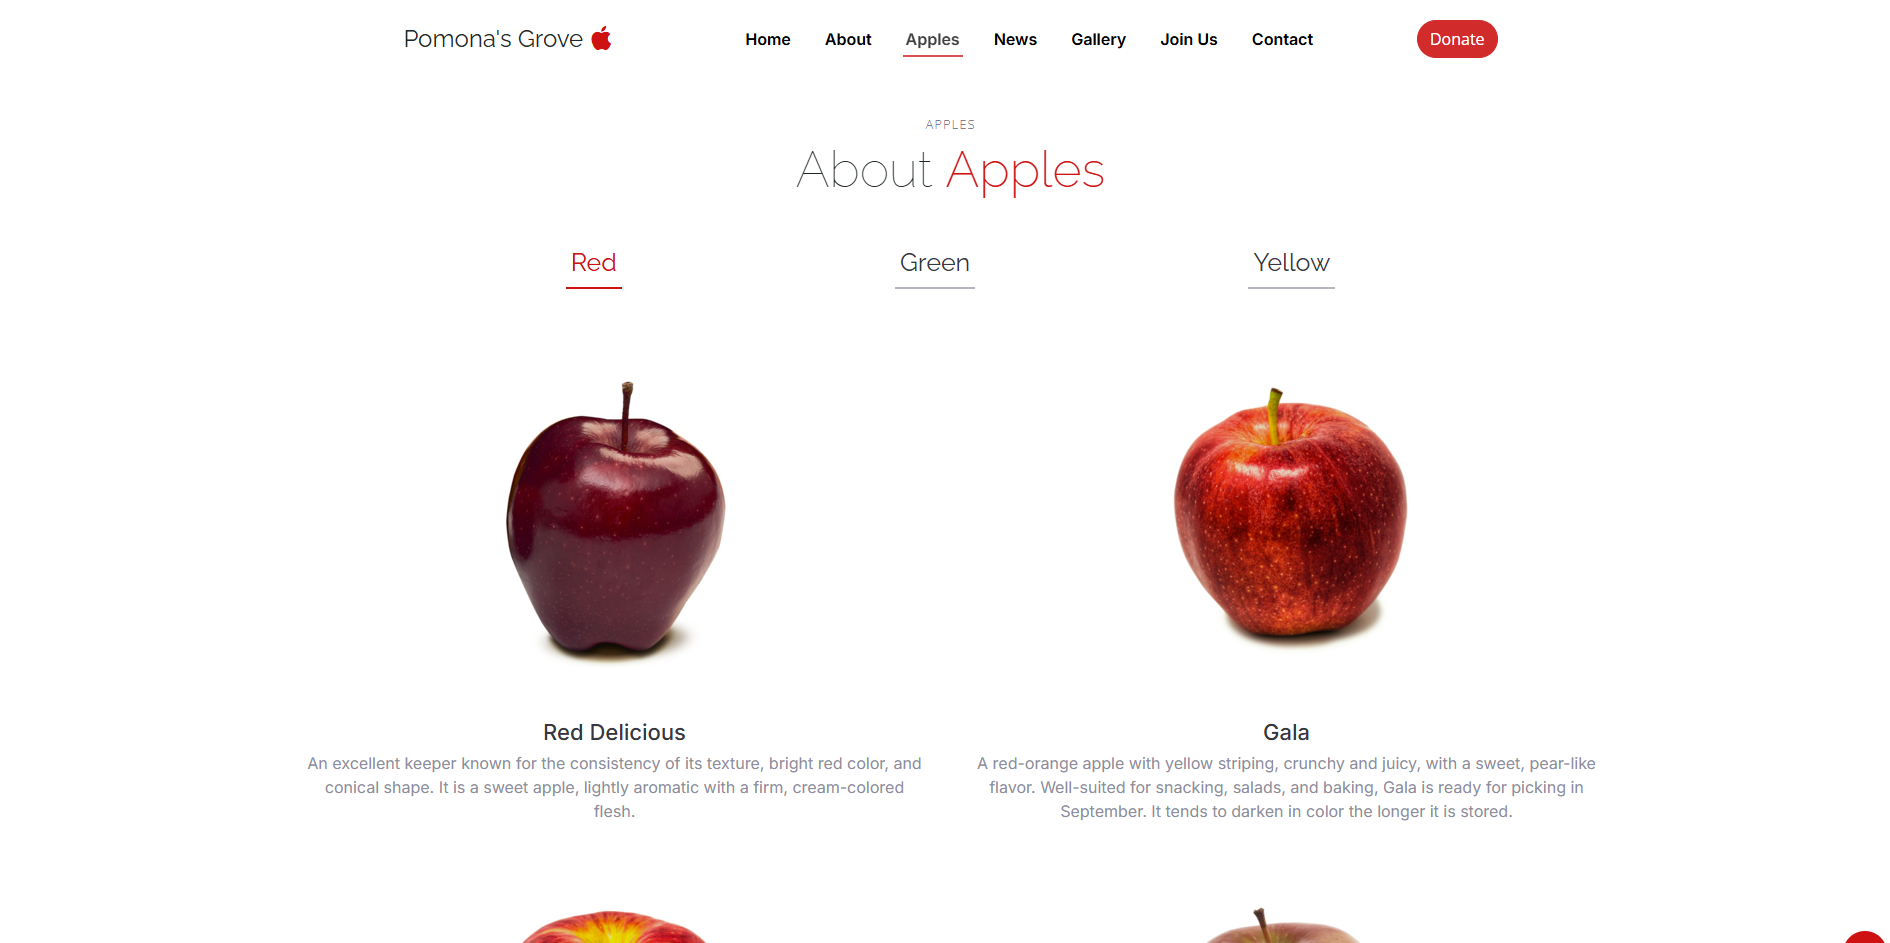 Pomona's Grove
Home About Apples News Gallery Join Us Contact
Donate
APPLES
About Apples
Red Green Yellow
Red Delicious
An excellent keeper known for the consistency of its texture, bright red color, and
conical shape. It is a sweet apple, lightly aromatic with a firm, cream-colored
flesh.
Gala
A red-orange apple with yellow striping, crunchy and juicy, with a sweet, pear-like
flavor. Well-suited for snacking, salads, and baking, Gala is ready for picking in
September. It tends to darken in color the longer it is stored.